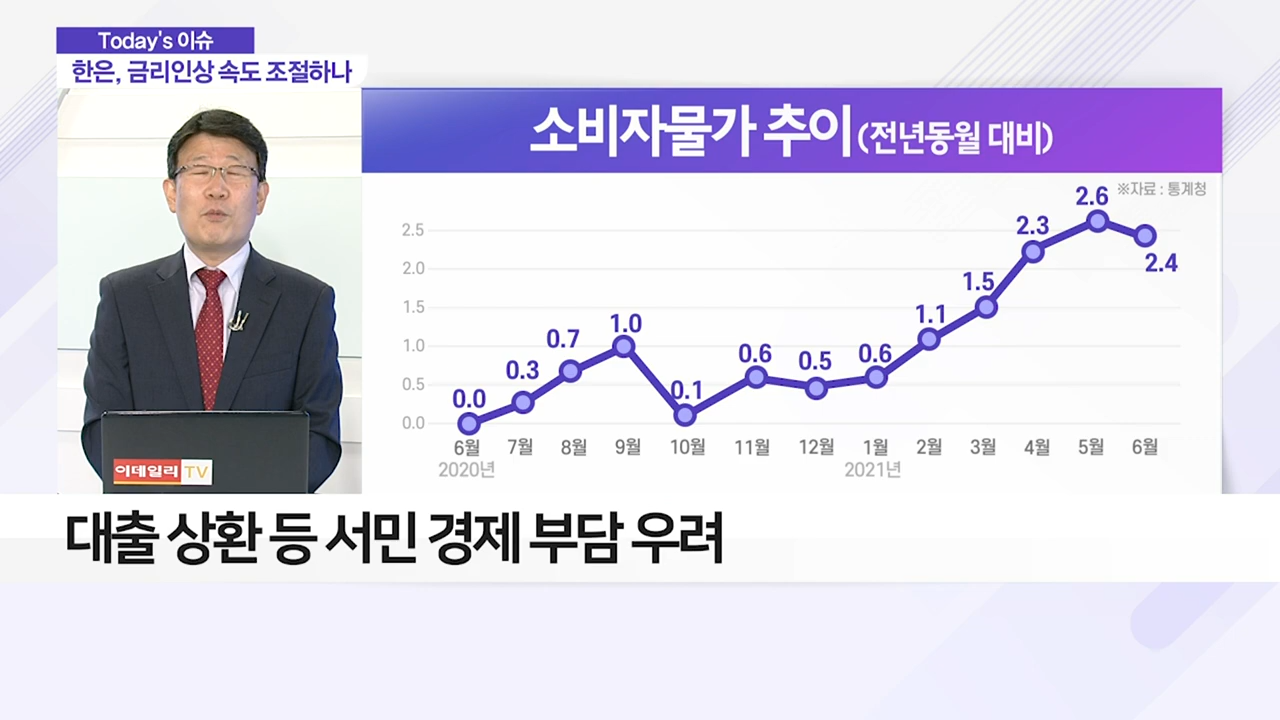 Today's 이슈
한은, 금리인상 속도 조절하나
소비자물가 추이(전년동월 대비)
※자료 : 통계청
2.5
2.0
1.5
1.0
0.5
0.0
0.0
0.3
0.7
1.0
0.1
0.6
0.5
0.6
1.1
1.5
2.3
2.6
2.4
6월 7월 8월 9월 10월 11월 12월 1월 2월 3월 4월 5월 6월
2020년 2021년
이데일리 TV
대출 상환 등 서민 경제 부담 우려